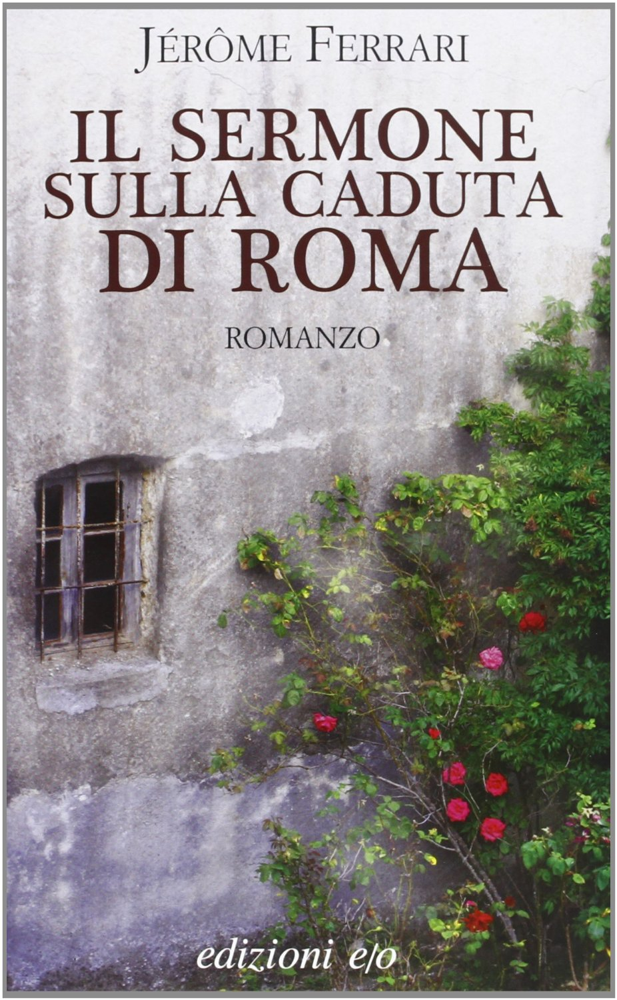 JÉRÔME FERRARI
IL SERMONE
SULLA CADUTA
DI ROMA
ROMANZO
edizioni e/o